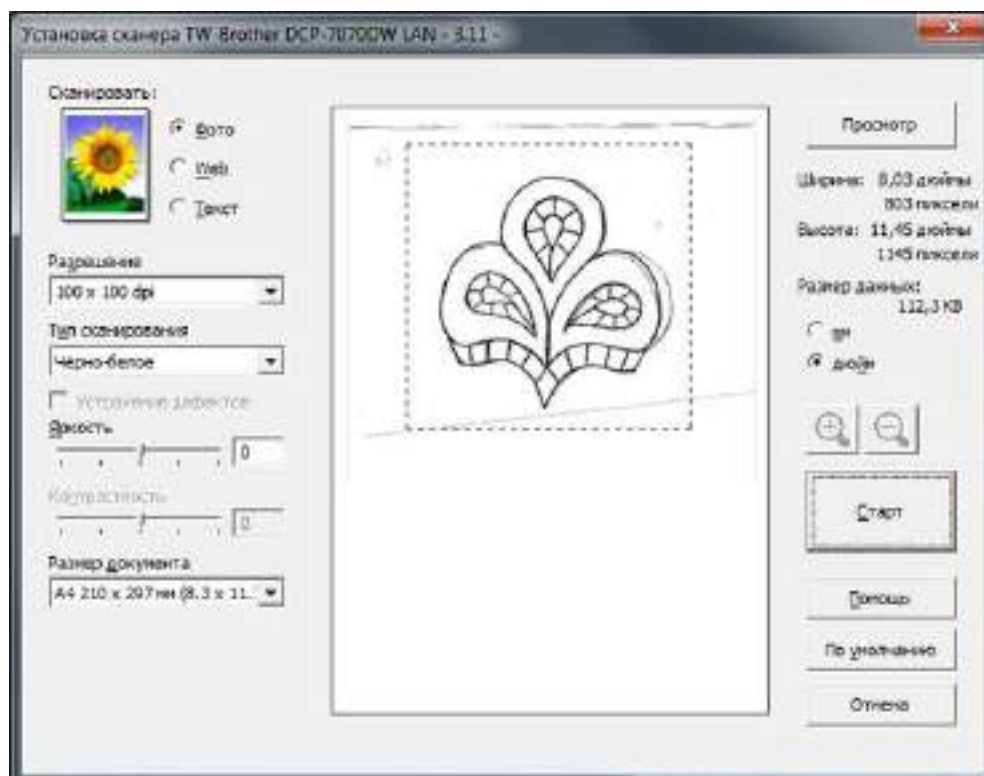 Установка сканера TW-Brother DCP-7070DW LAN - 3.11 -
Сканировать:
Фото
Web
Текст
Разрешение
100 x 100 dpi
Тип сканирования
Черно-белое
Устранение дефектов
Яркость
0
Контрастность
0
Размер документа
A4 210 x 297 мм (8.3 x 11.
Просмотр
Ширина: 8,03 дюймы
803 пиксели
Высота: 11,45 дюймы
1145 пиксели
Размер данных:
112,3 KB
мм
дюйм
Старт
Помощь
По умолчанию
Отмена